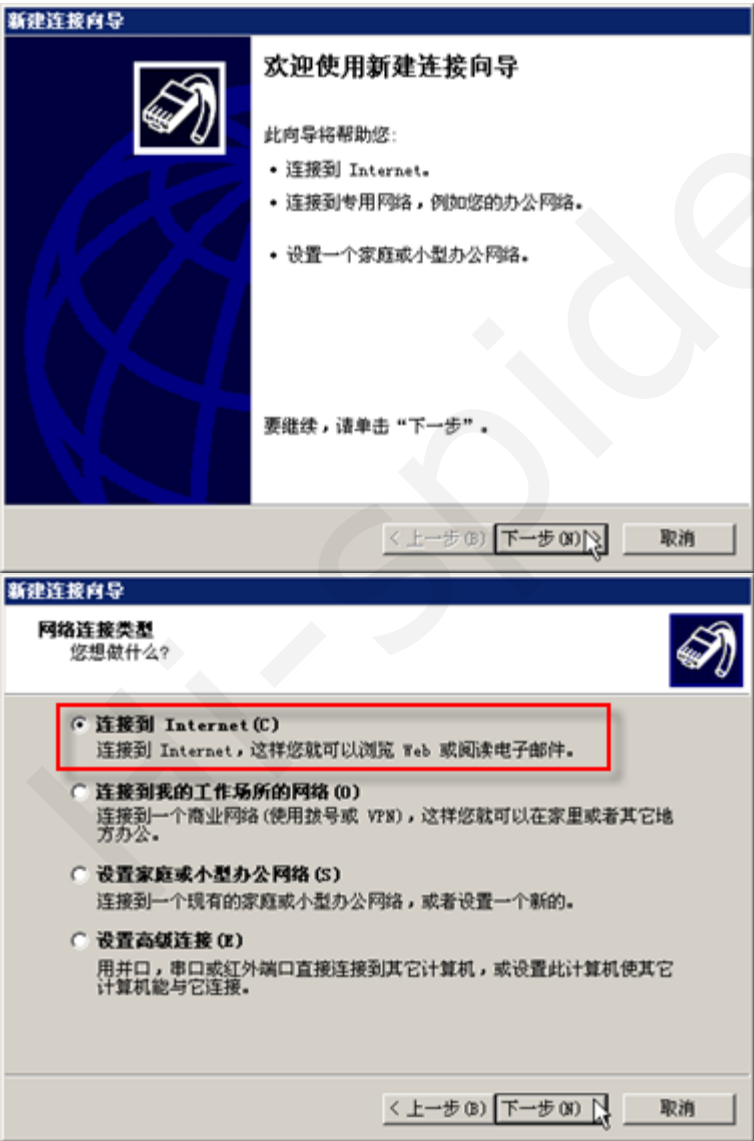 新建连接向导
欢迎使用新建连接向导
此向导将帮助您:
• 连接到 Internet。
• 连接到专用网络，例如您的办公网络。
• 设置一个家庭或小型办公网络。
要继续，请单击“下一步”。
< 上一步(B) 下一步(N) > 取消
新建连接向导
网络连接类型
您想做什么?
连接到 Internet(C)
连接到 Internet，这样您就可以浏览 Web 或阅读电子邮件。
连接到我的工作场所的网络(O)
连接到一个商业网络(使用拨号或 VPN)，这样您就可以在家里或者其它地
方办公。
设置家庭或小型办公网络(S)
连接到一个现有的家庭或小型办公网络，或者设置一个新的。
设置高级连接(E)
用并口，串口或红外端口直接连接到其它计算机，或设置此计算机使其它
计算机能与它连接。
< 上一步(B) 下一步(N) 取消